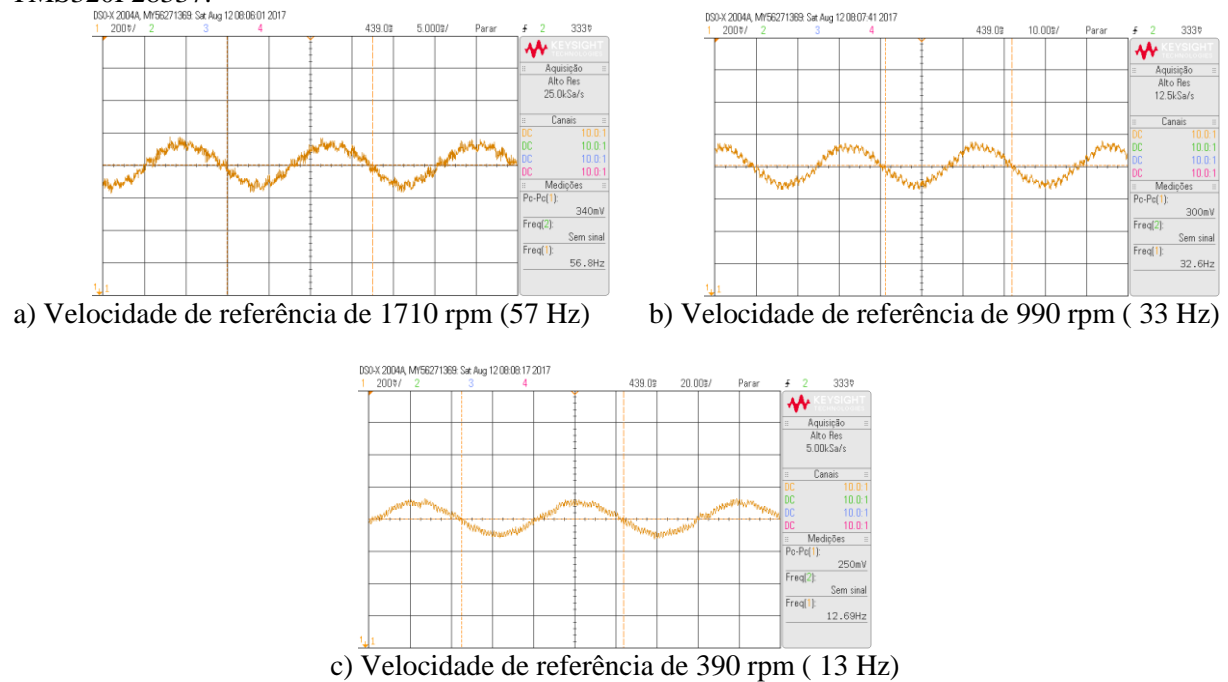 DSO-X 2004A, MY56271369: Sat Aug 12 08:06:01 2017
1 200▿/ 2 3 4 439.0▿ 5.000▿/ Parar 2 333▿
KEYSIGHT
Aquisição
Alto Res
25.0kSa/s
Canais
DC 10.0:1
DC 10.0:1
DC 10.0:1
DC 10.0:1
Medições
Pc-Pc(1):
340mV
Freq(2):
Sem sinal
Freq(1):
56.8Hz
a) Velocidade de referência de 1710 rpm (57 Hz)
DSO-X 2004A, MY56271369: Sat Aug 12 08:07:41 2017
1 200▿/ 2 3 4 439.0▿ 10.00▿/ Parar 2 333▿
KEYSIGHT
Aquisição
Alto Res
12.5kSa/s
Canais
DC 10.0:1
DC 10.0:1
DC 10.0:1
DC 10.0:1
Medições
Pc-Pc(1):
300mV
Freq(2):
Sem sinal
Freq(1):
32.6Hz
b) Velocidade de referência de 990 rpm ( 33 Hz)
DSO-X 2004A, MY56271369: Sat Aug 12 08:08:17 2017
1 200▿/ 2 3 4 439.0▿ 20.00▿/ Parar 2 333▿
KEYSIGHT
Aquisição
Alto Res
5.00kSa/s
Canais
DC 10.0:1
DC 10.0:1
DC 10.0:1
DC 10.0:1
Medições
Pc-Pc(1):
250mV
Freq(2):
Sem sinal
Freq(1):
12.69Hz
c) Velocidade de referência de 390 rpm ( 13 Hz)